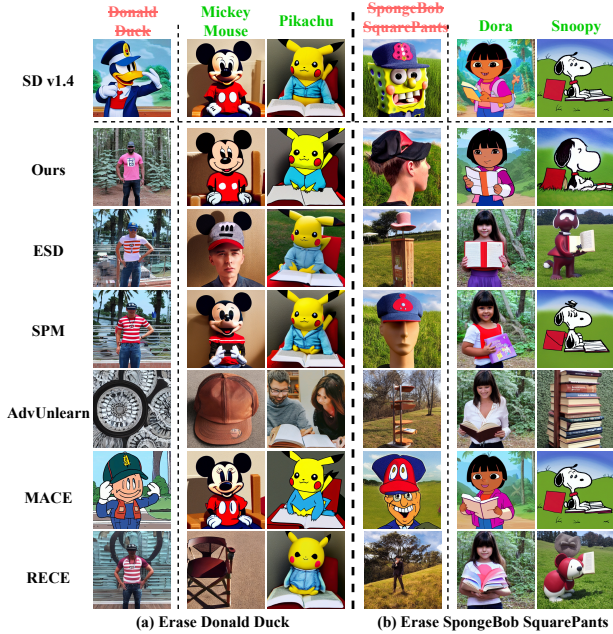 Donald
Duck
Mickey
Mouse
Pikachu
SpongeBob
SquarePants
Dora
Snoopy
SD v1.4
Ours
ESD
SPM
AdvUnlearn
MACE
RECE
(a) Erase Donald Duck
(b) Erase SpongeBob SquarePants